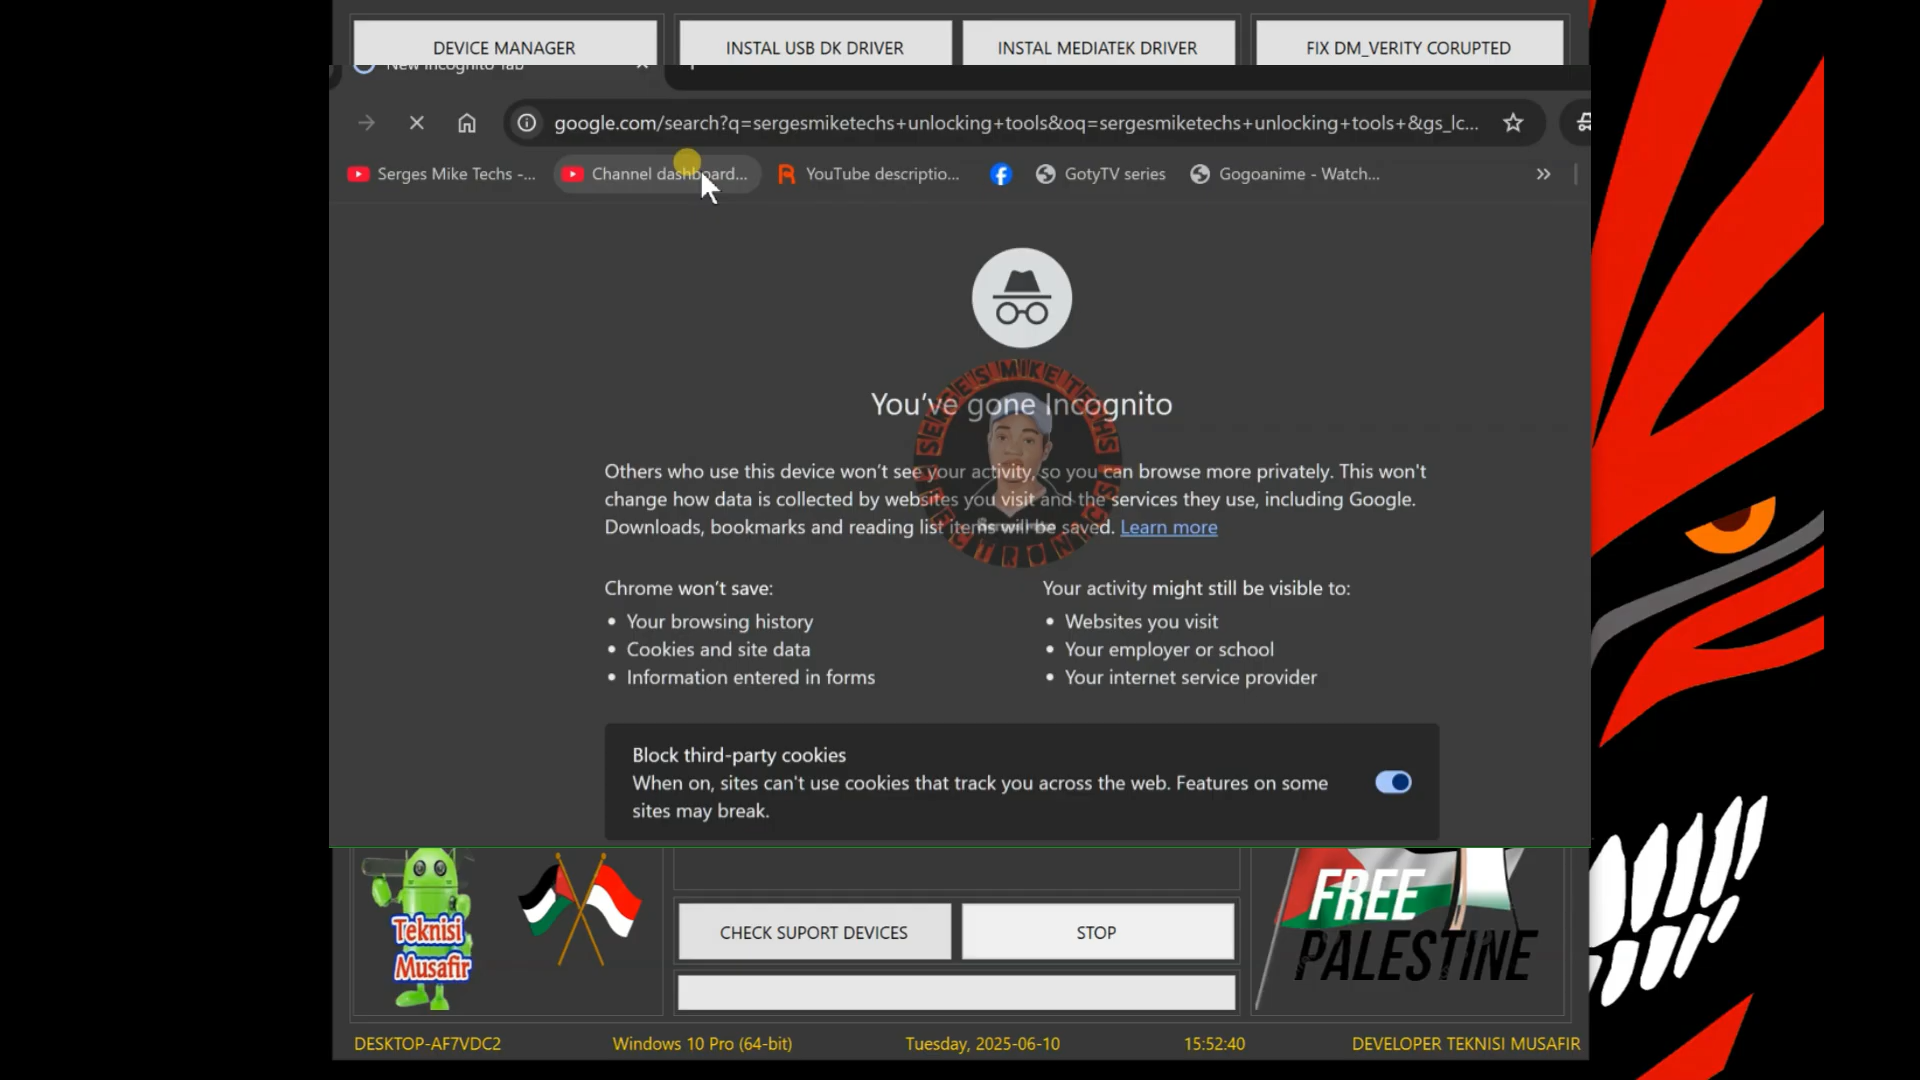 DEVICE MANAGER
INSTAL USB DK DRIVER
INSTAL MEDIATEK DRIVER
FIX DM_VERITY CORUPTED
New Incognito Tab
google.com/search?q=sergesmiketechs+unlocking+tools&oq=sergesmiketechs+unlocking+tools+&gs_lc...
Serges Mike Techs -...
Channel dashboard...
YouTube descriptio...
GotyTV series
Gogoanime - Watch...
SERGES MIKE TECHS
You've gone Incognito
Others who use this device won't see your activity, so you can browse more privately. This won't
change how data is collected by websites you visit and the services they use, including Google.
Downloads, bookmarks and reading list items will be saved. Learn more
Chrome won't save:
• Your browsing history
• Cookies and site data
• Information entered in forms
Your activity might still be visible to:
• Websites you visit
• Your employer or school
• Your internet service provider
Block third-party cookies
When on, sites can't use cookies that track you across the web. Features on some
sites may break.
Teknisi
Musafir
CHECK SUPORT DEVICES
STOP
FREE
PALESTINE
DESKTOP-AF7VDC2
Windows 10 Pro (64-bit)
Tuesday, 2025-06-10
15:52:40
DEVELOPER TEKNISI MUSAFIR